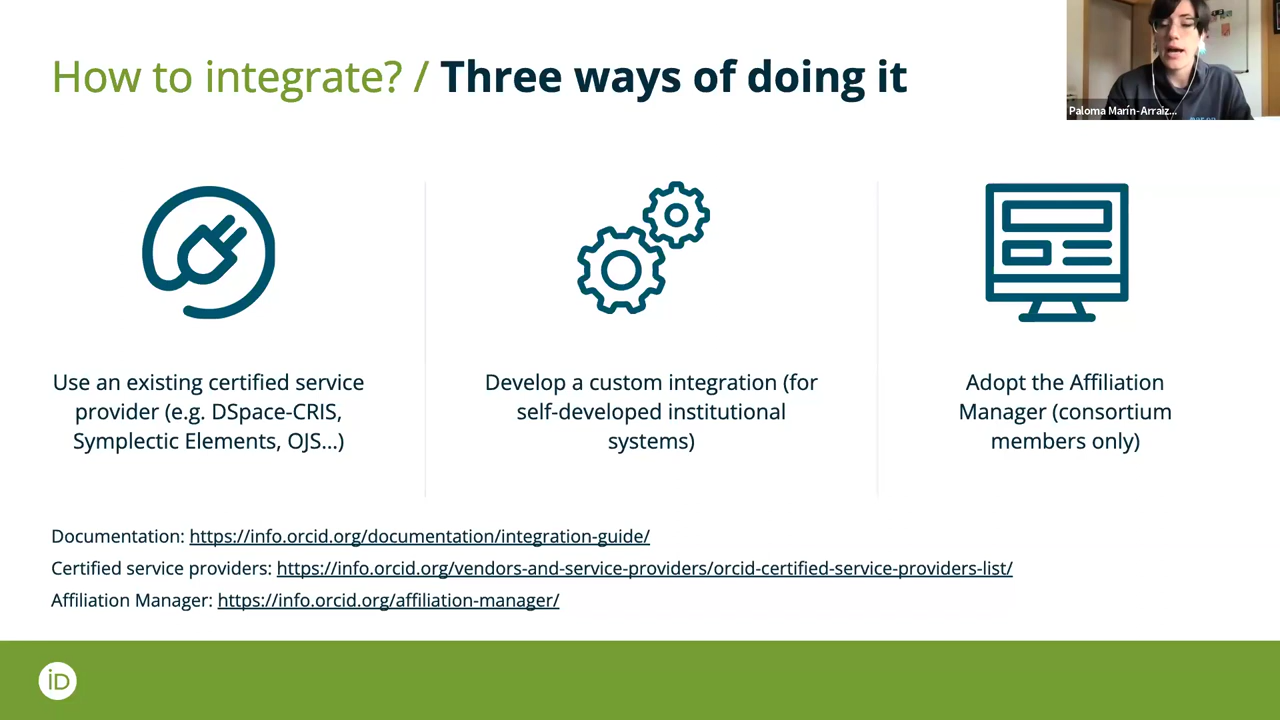 How to integrate? / Three ways of doing it
Paloma Marín-Arraiz...
Use an existing certified service
provider (e.g. DSpace-CRIS,
Symplectic Elements, OJS...)
Develop a custom integration (for
self-developed institutional
systems)
Adopt the Affiliation
Manager (consortium
members only)
Documentation: https://info.orcid.org/documentation/integration-guide/
Certified service providers: https://info.orcid.org/vendors-and-service-providers/orcid-certified-service-providers-list/
Affiliation Manager: https://info.orcid.org/affiliation-manager/
iD